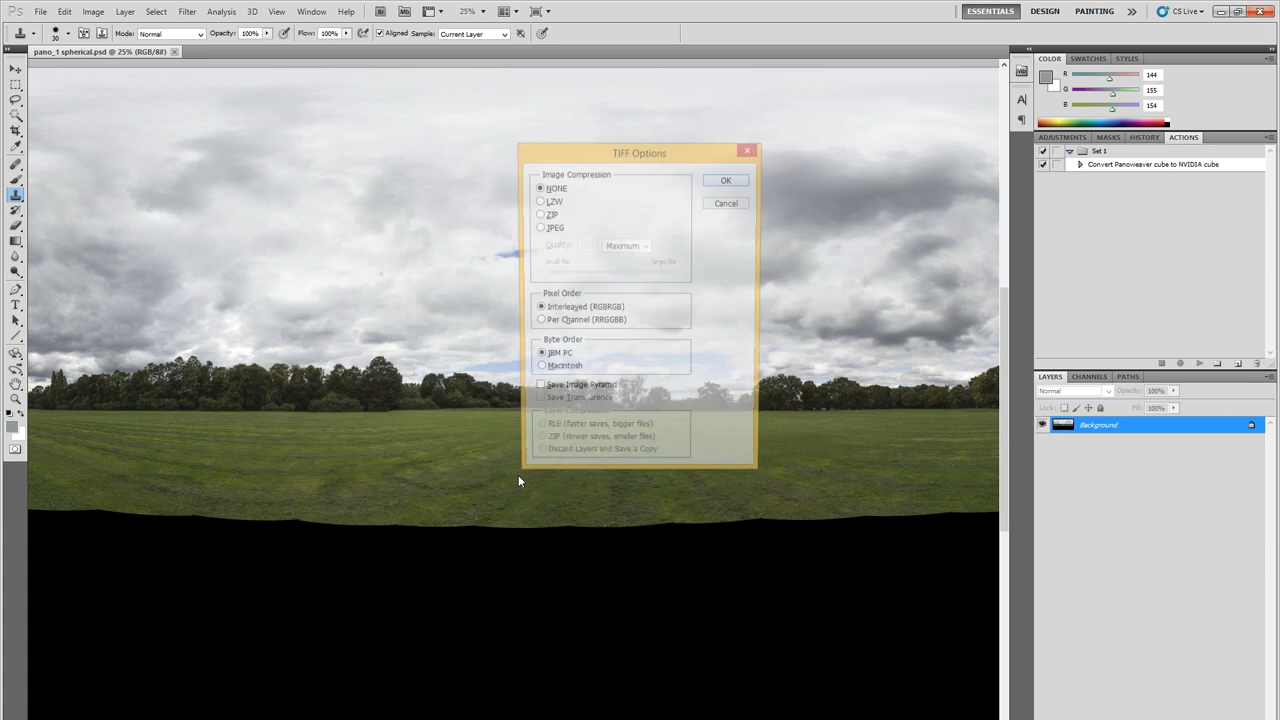 Ps File Edit Image Layer Select Filter Analysis 3D View Window Help Br Mb 25% ESSENTIALS DESIGN PAINTING CS Live
30 Mode: Normal Opacity: 100% Flow: 100% Aligned Sample: Current Layer
pano_1 spherical.psd @ 25% (RGB/8#)
TIFF Options
Image Compression
NONE
LZW
ZIP
JPEG
Quality: Maximum
small file large file
OK
Cancel
Pixel Order
Interleaved (RGBRGB)
Per Channel (RRGGBB)
Byte Order
IBM PC
Macintosh
Save Image Pyramid
Save Transparency
Layer Compression
RLE (faster saves, bigger files)
ZIP (slower saves, smaller files)
Discard Layers and Save a Copy
COLOR SWATCHES STYLES
R 144
G 155
B 154
ADJUSTMENTS MASKS HISTORY ACTIONS
Set 1
Convert Panoweaver cube to NVIDIA cube
LAYERS CHANNELS PATHS
Normal Opacity: 100%
Lock: Fill: 100%
Background